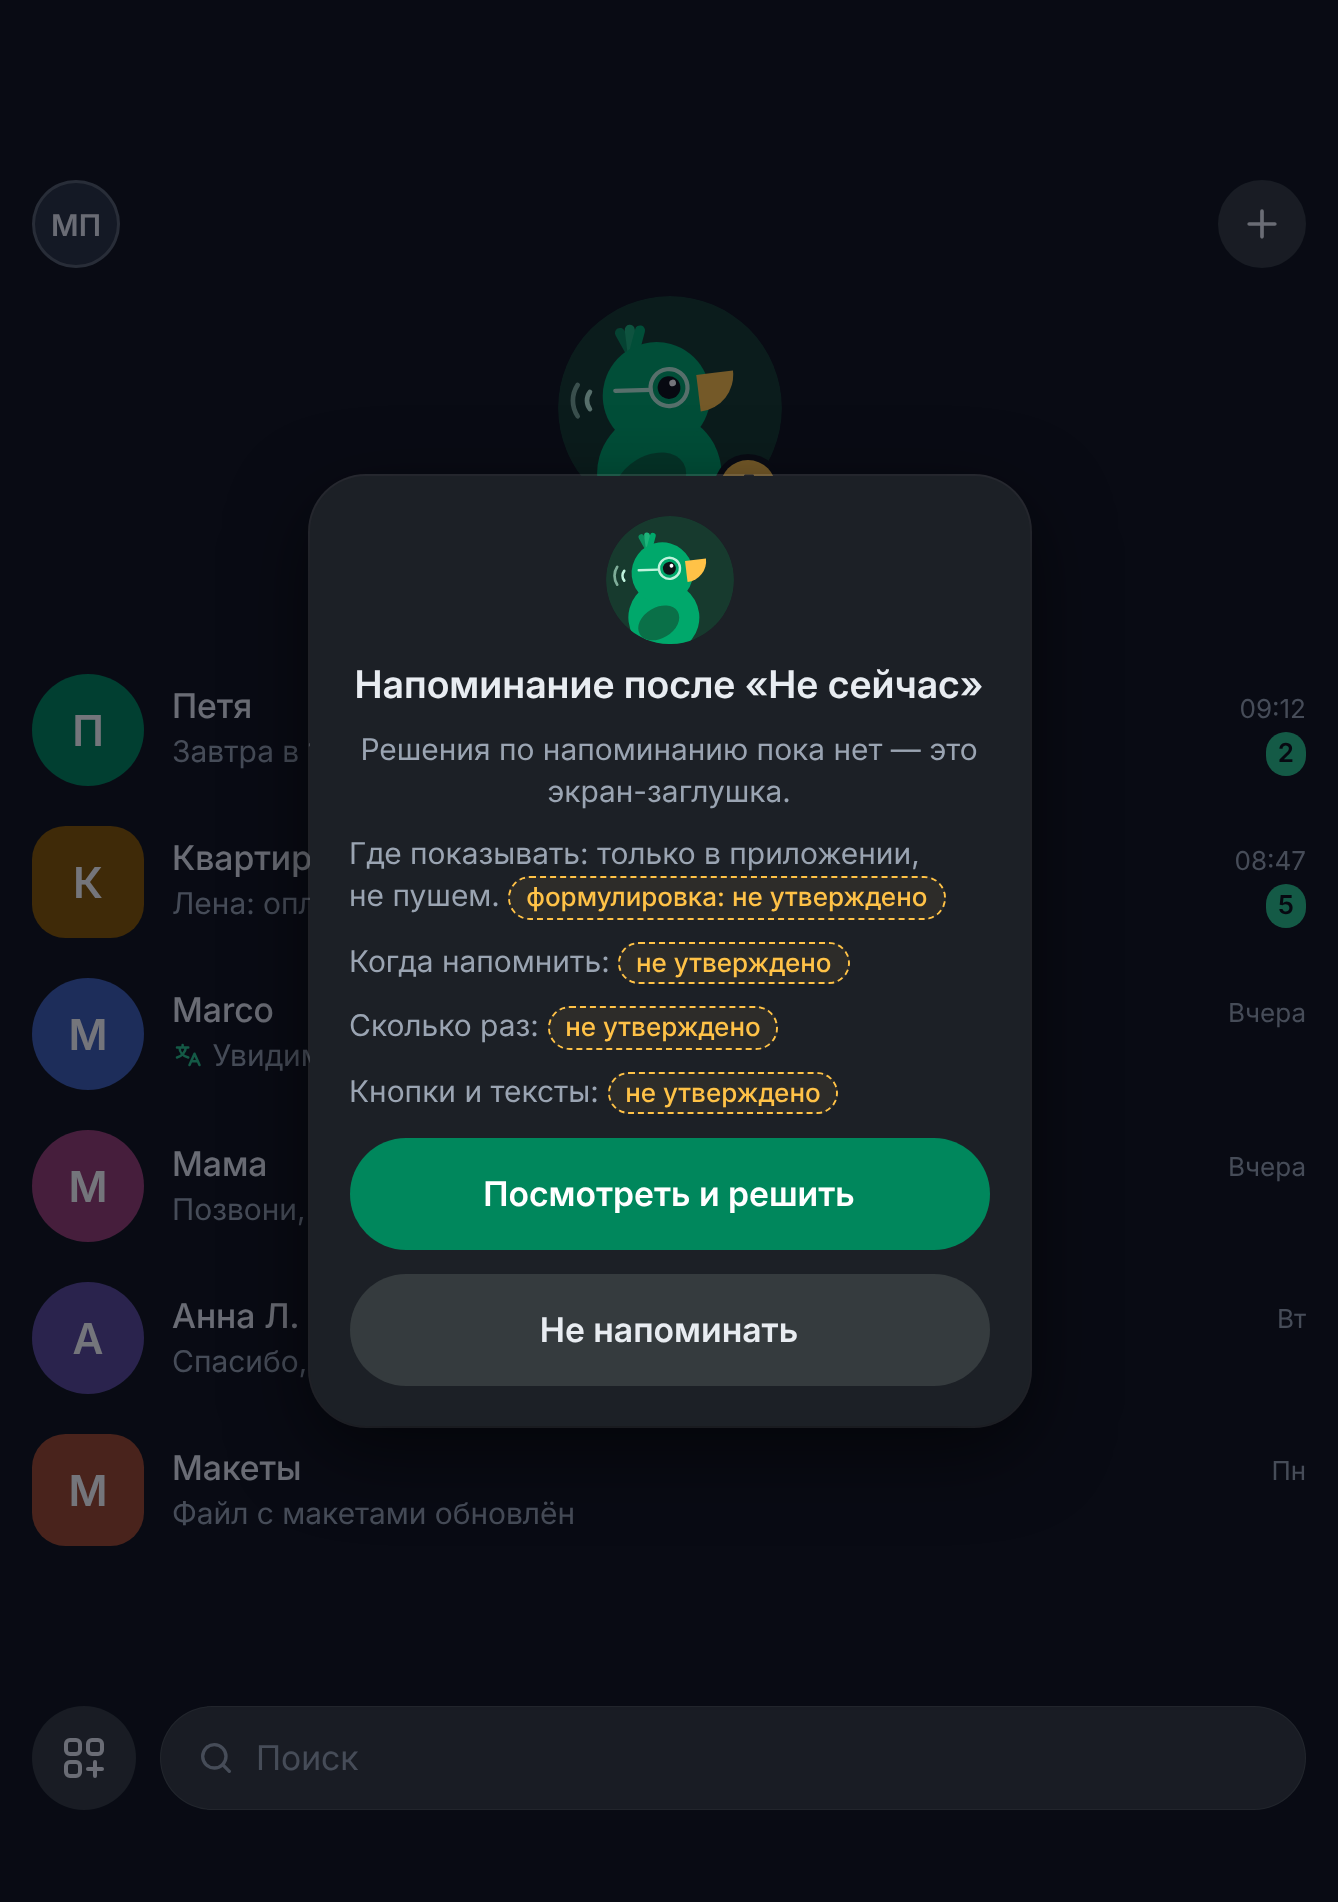 МП
Напоминание после «Не сейчас»
Решения по напоминанию пока нет — это
экран-заглушка.
Где показывать: только в приложении,
не пушем. формулировка: не утверждено
Когда напомнить: не утверждено
Сколько раз: не утверждено
Кнопки и тексты: не утверждено
Посмотреть и решить
Не напоминать
П
Петя
09:12
Завтра в
2
К
Квартир
08:47
Лена: опл
5
M
Marco
Вчера
Увидим
М
Мама
Вчера
Позвони,
А
Анна Л.
Вт
Спасибо,
М
Макеты
Пн
Файл с макетами обновлён
Поиск